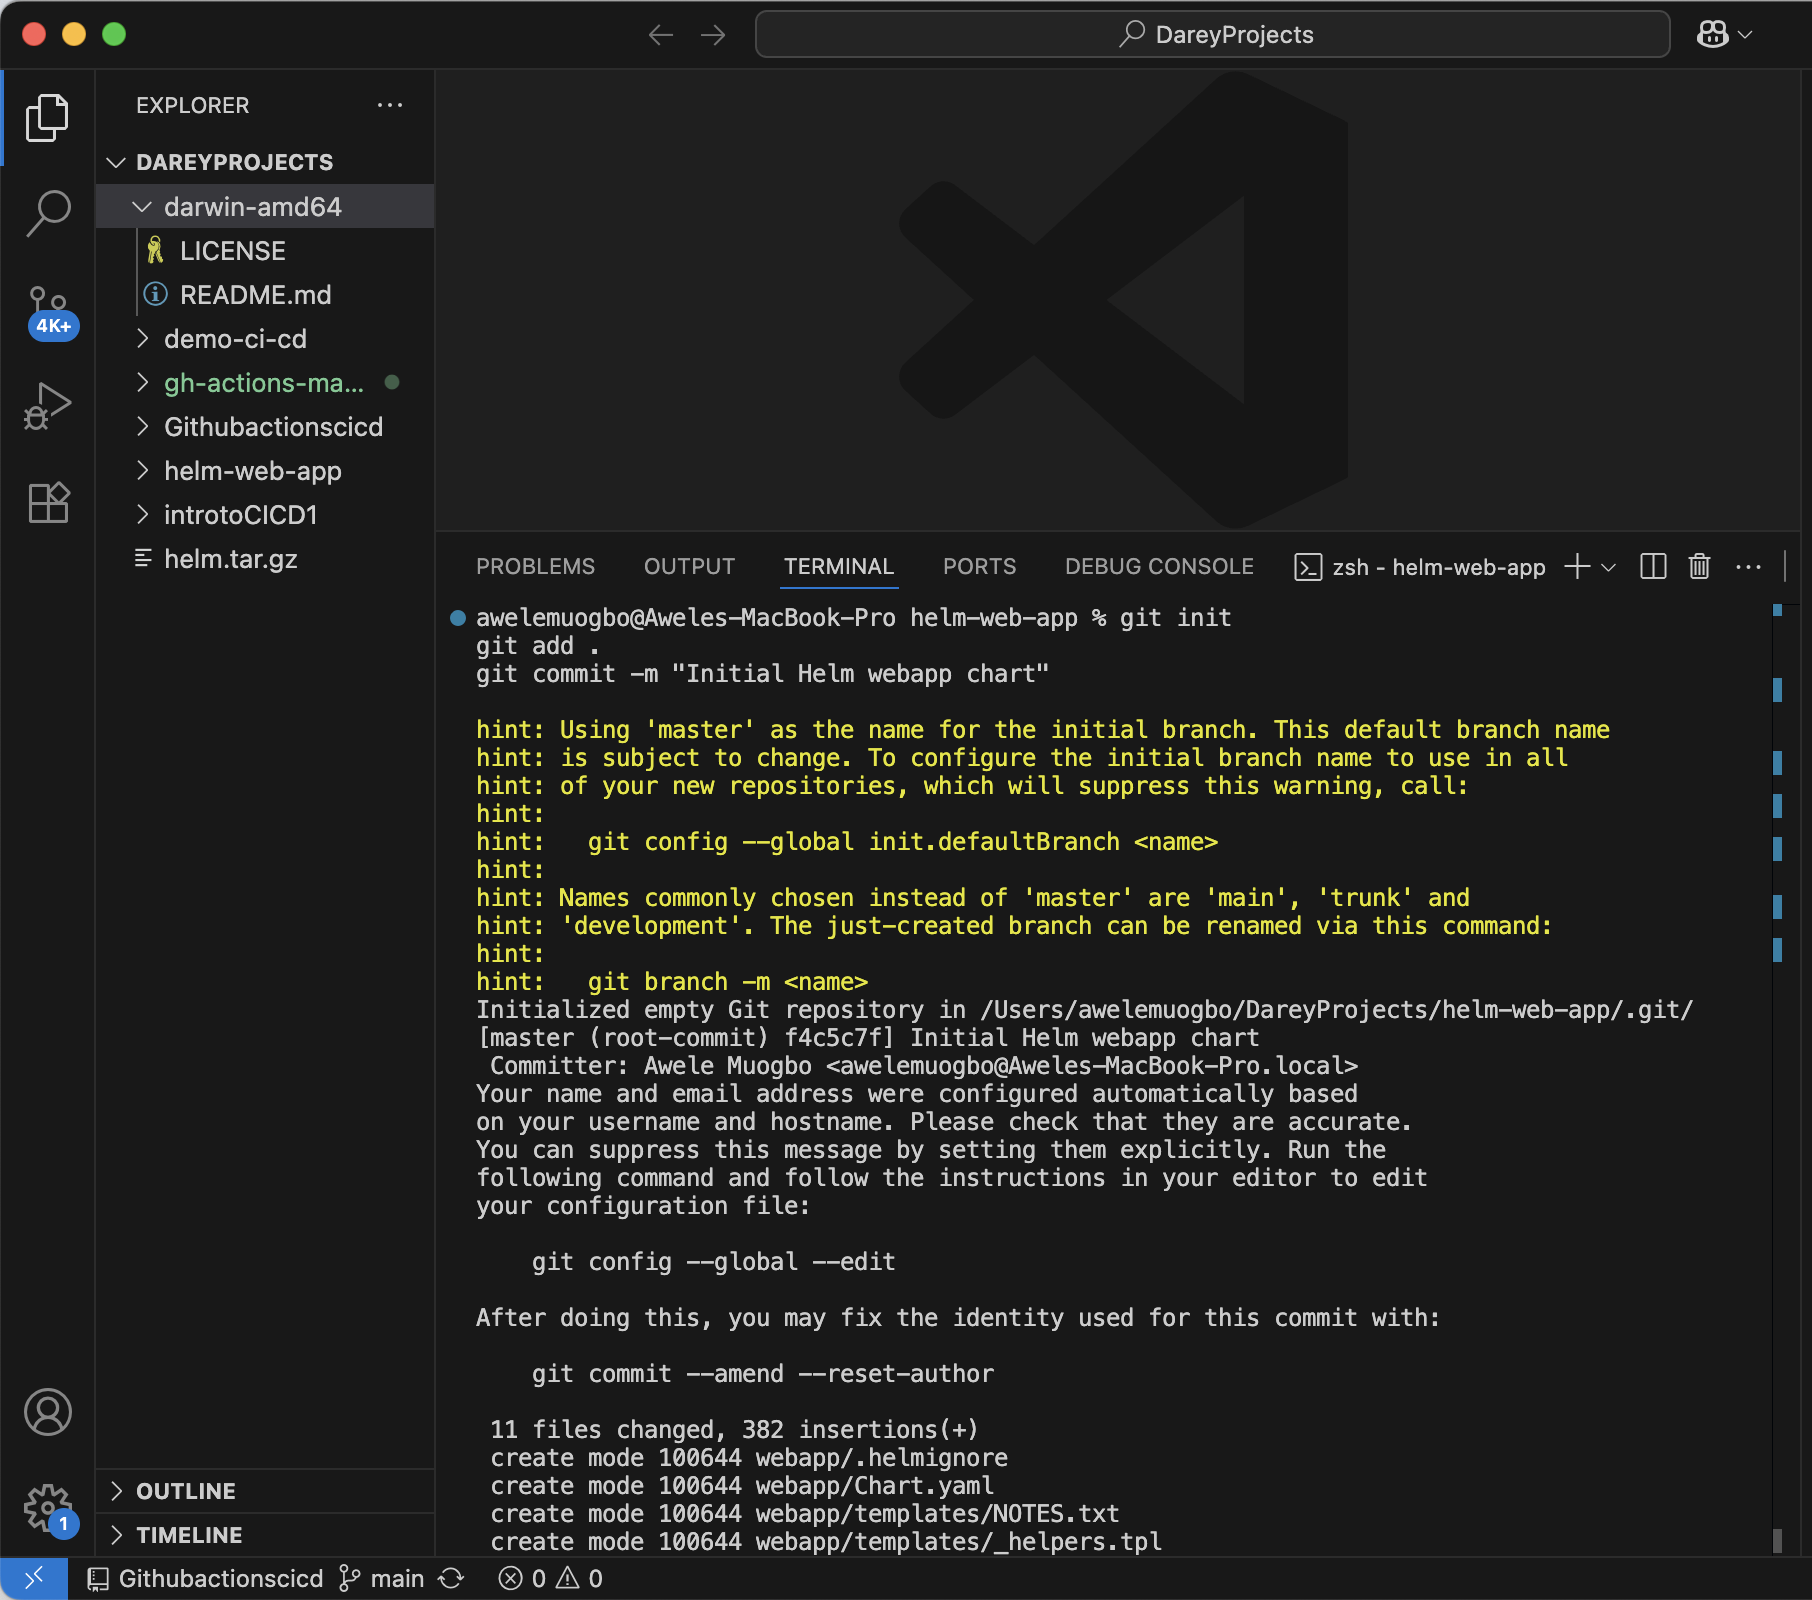 DareyProjects
EXPLORER
DAREYPROJECTS
darwin-amd64
LICENSE
README.md
demo-ci-cd
gh-actions-ma...
Githubactionscicd
helm-web-app
introtoCICD1
helm.tar.gz
4K+
OUTLINE
TIMELINE
1
PROBLEMS OUTPUT TERMINAL PORTS DEBUG CONSOLE zsh - helm-web-app
awelemuogbo@Aweles-MacBook-Pro helm-web-app % git init
git add .
git commit -m "Initial Helm webapp chart"
hint: Using 'master' as the name for the initial branch. This default branch name
hint: is subject to change. To configure the initial branch name to use in all
hint: of your new repositories, which will suppress this warning, call:
hint:
hint:   git config --global init.defaultBranch <name>
hint:
hint: Names commonly chosen instead of 'master' are 'main', 'trunk' and
hint: 'development'. The just-created branch can be renamed via this command:
hint:
hint:   git branch -m <name>
Initialized empty Git repository in /Users/awelemuogbo/DareyProjects/helm-web-app/.git/
[master (root-commit) f4c5c7f] Initial Helm webapp chart
 Committer: Awele Muogbo <awelemuogbo@Aweles-MacBook-Pro.local>
Your name and email address were configured automatically based
on your username and hostname. Please check that they are accurate.
You can suppress this message by setting them explicitly. Run the
following command and follow the instructions in your editor to edit
your configuration file:
    git config --global --edit
After doing this, you may fix the identity used for this commit with:
    git commit --amend --reset-author
 11 files changed, 382 insertions(+)
 create mode 100644 webapp/.helmignore
 create mode 100644 webapp/Chart.yaml
 create mode 100644 webapp/templates/NOTES.txt
 create mode 100644 webapp/templates/_helpers.tpl
Githubactionscicd main 0 0